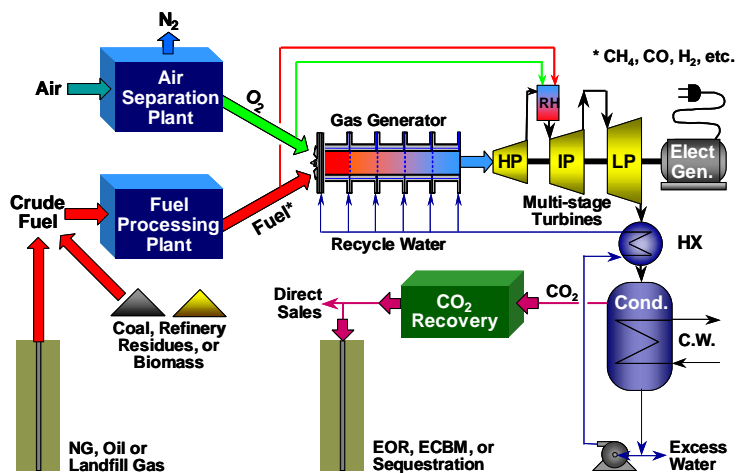 N2
Air
Air
Separation
Plant
O2
* CH4, CO, H2, etc.
RH
Gas Generator
HP
IP
LP
Elect
Gen.
Multi-stage
Turbines
Crude
Fuel
Fuel
Processing
Plant
Fuel*
Recycle Water
HX
Direct
Sales
CO2
Recovery
CO2
Cond.
C.W.
Coal, Refinery
Residues, or
Biomass
NG, Oil or
Landfill Gas
EOR, ECBM, or
Sequestration
Excess
Water